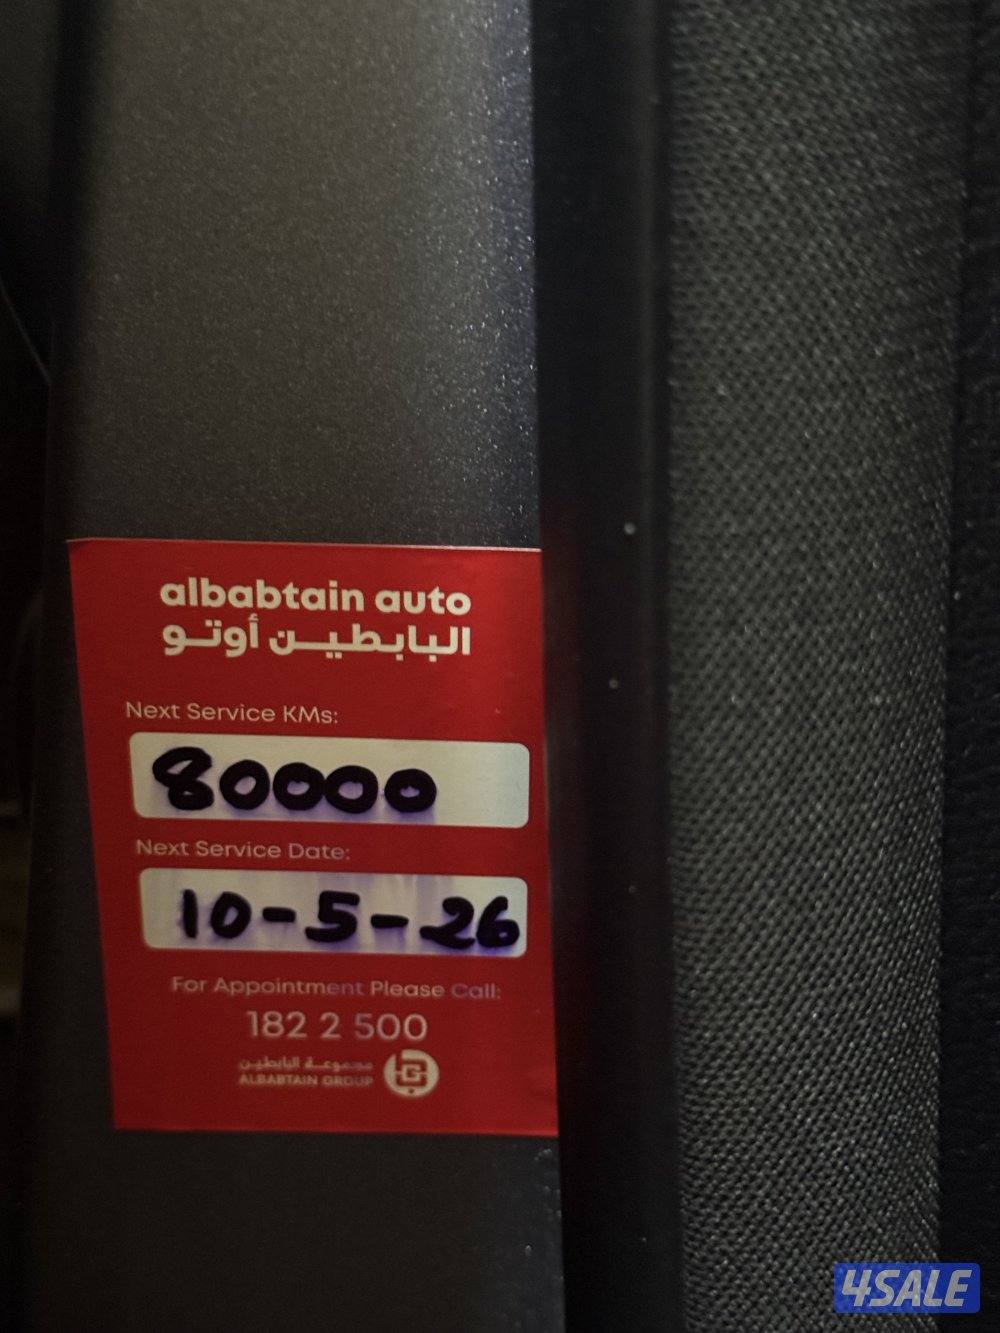 albabtain auto
البابطين أوتو
Next Service KMs:
80000
Next Service Date:
10-5-26
For Appointment Please Call:
182 2 500
مجموعة البابطين
ALBABTAIN GROUP
4SALE